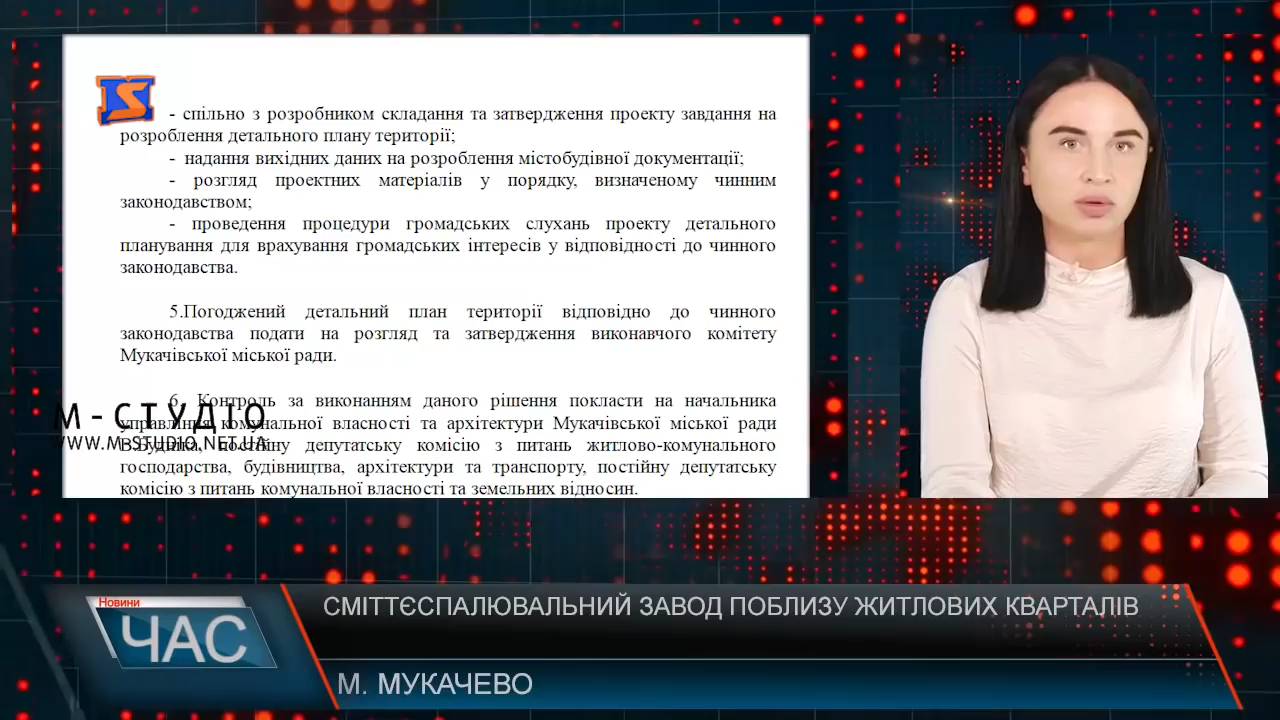 - спільно з розробником складання та затвердження проекту завдання на
розроблення детального плану території;
- надання вихідних даних на розроблення містобудівної документації;
- розгляд проектних матеріалів у порядку, визначеному чинним
законодавством;
- проведення процедури громадських слухань проекту детального
планування для врахування громадських інтересів у відповідності до чинного
законодавства.
5.Погоджений детальний план території відповідно до чинного
законодавства подати на розгляд та затвердження виконавчого комітету
Мукачівської міської ради.
6. Контроль за виконанням даного рішення покласти на начальника
М-СТУДІО
управління комунальної власності та архітектури Мукачівської міської ради
WWW.M-STUDIO.NET.UA
постійну депутатську комісію з питань житлово-комунального
господарства, будівництва, архітектури та транспорту, постійну депутатську
комісію з питань комунальної власності та земельних відносин.
Новини
ЧАС
СМІТТЄСПАЛЮВАЛЬНИЙ ЗАВОД ПОБЛИЗУ ЖИТЛОВИХ КВАРТАЛІВ
М. МУКАЧЕВО